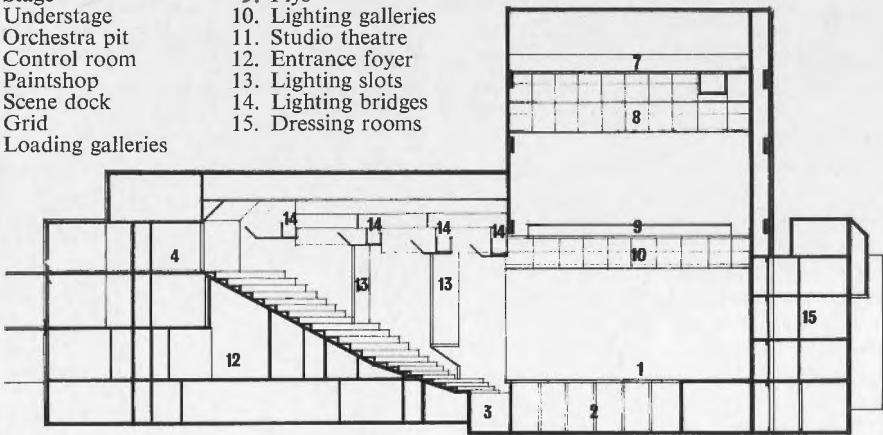 Stage
Understage
Orchestra pit
Control room
Paintshop
Scene dock
Grid
Loading galleries
9. Flys
10. Lighting galleries
11. Studio theatre
12. Entrance foyer
13. Lighting slots
14. Lighting bridges
15. Dressing rooms
7
8
14
14
14
14
9
10
4
13
13
15
12
1
3
2